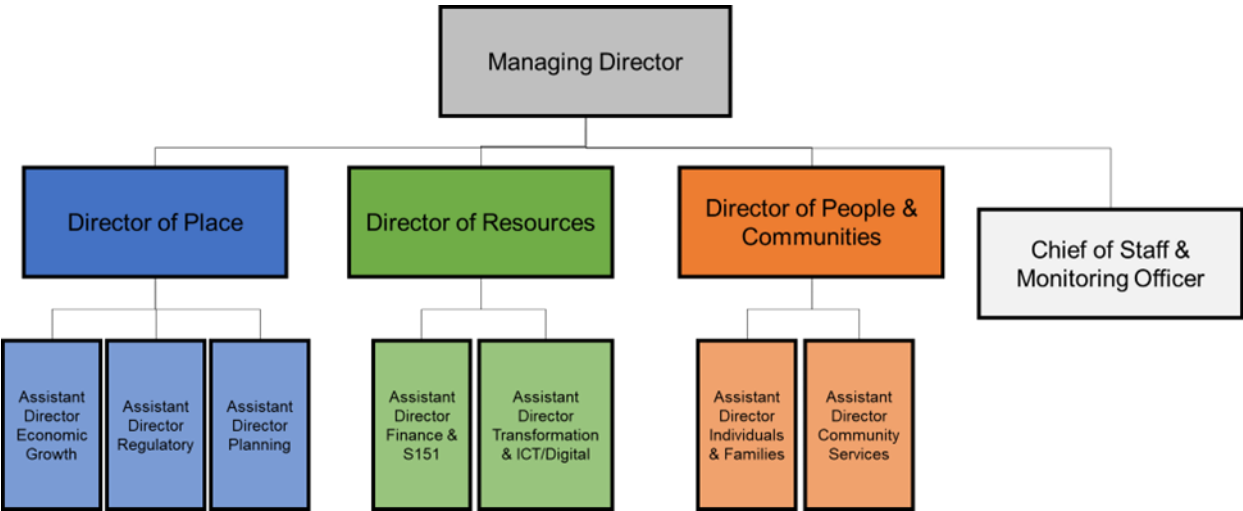 Managing Director
Director of Place
Director of Resources
Director of People &
Communities
Chief of Staff &
Monitoring Officer
Assistant
Director
Economic
Growth
Assistant
Director
Regulatory
Assistant
Director
Planning
Assistant
Director
Finance &
S151
Assistant
Director
Transformation
& ICT/Digital
Assistant
Director
Individuals
& Families
Assistant
Director
Community
Services